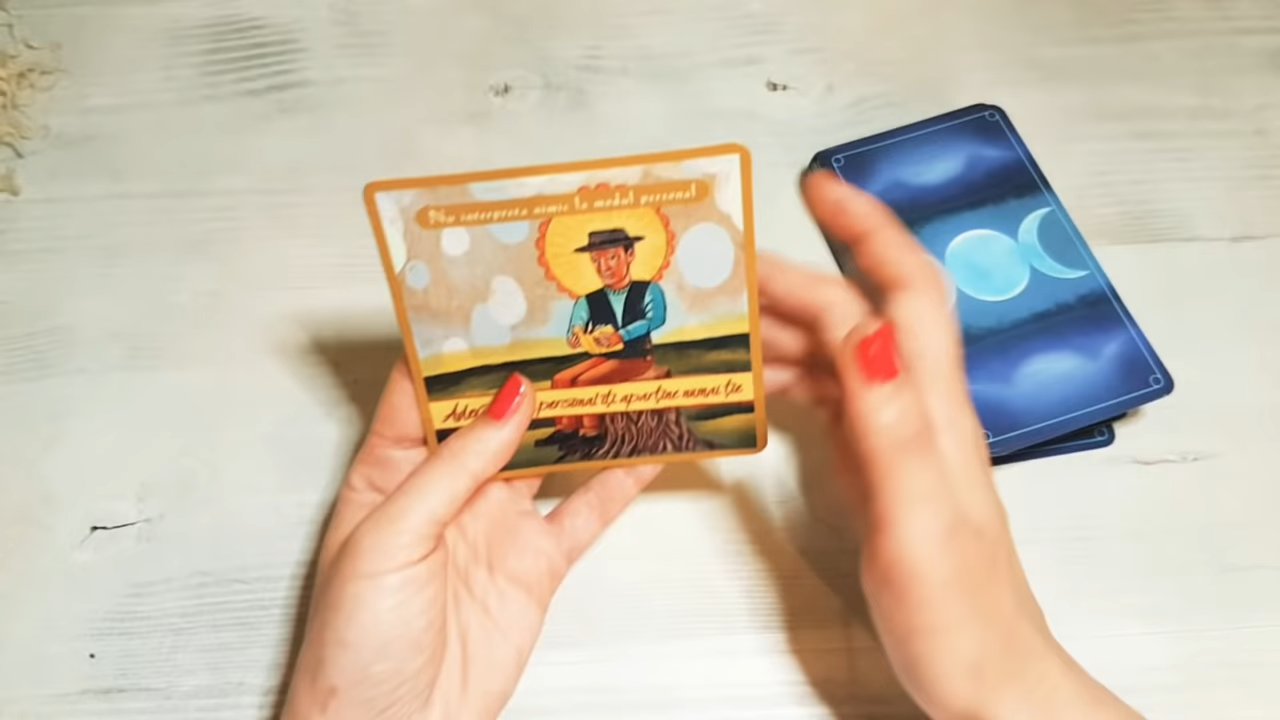 Nu interpreta nimic la modul personal
personal îți aparține numai ție